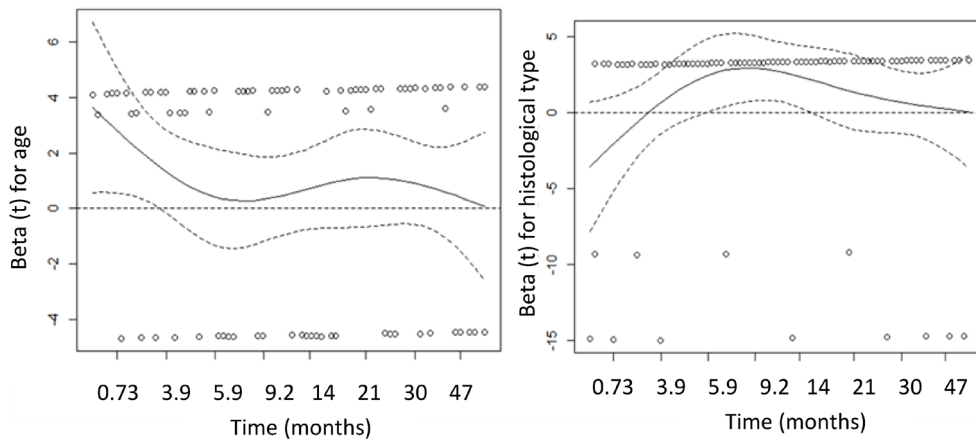 Beta (t) for age
6
4
2
0
-2
-4
0.73 3.9 5.9 9.2 14 21 30 47
Time (months)
Beta (t) for histological type
5
0
-5
-10
-15
0.73 3.9 5.9 9.2 14 21 30 47
Time (months)